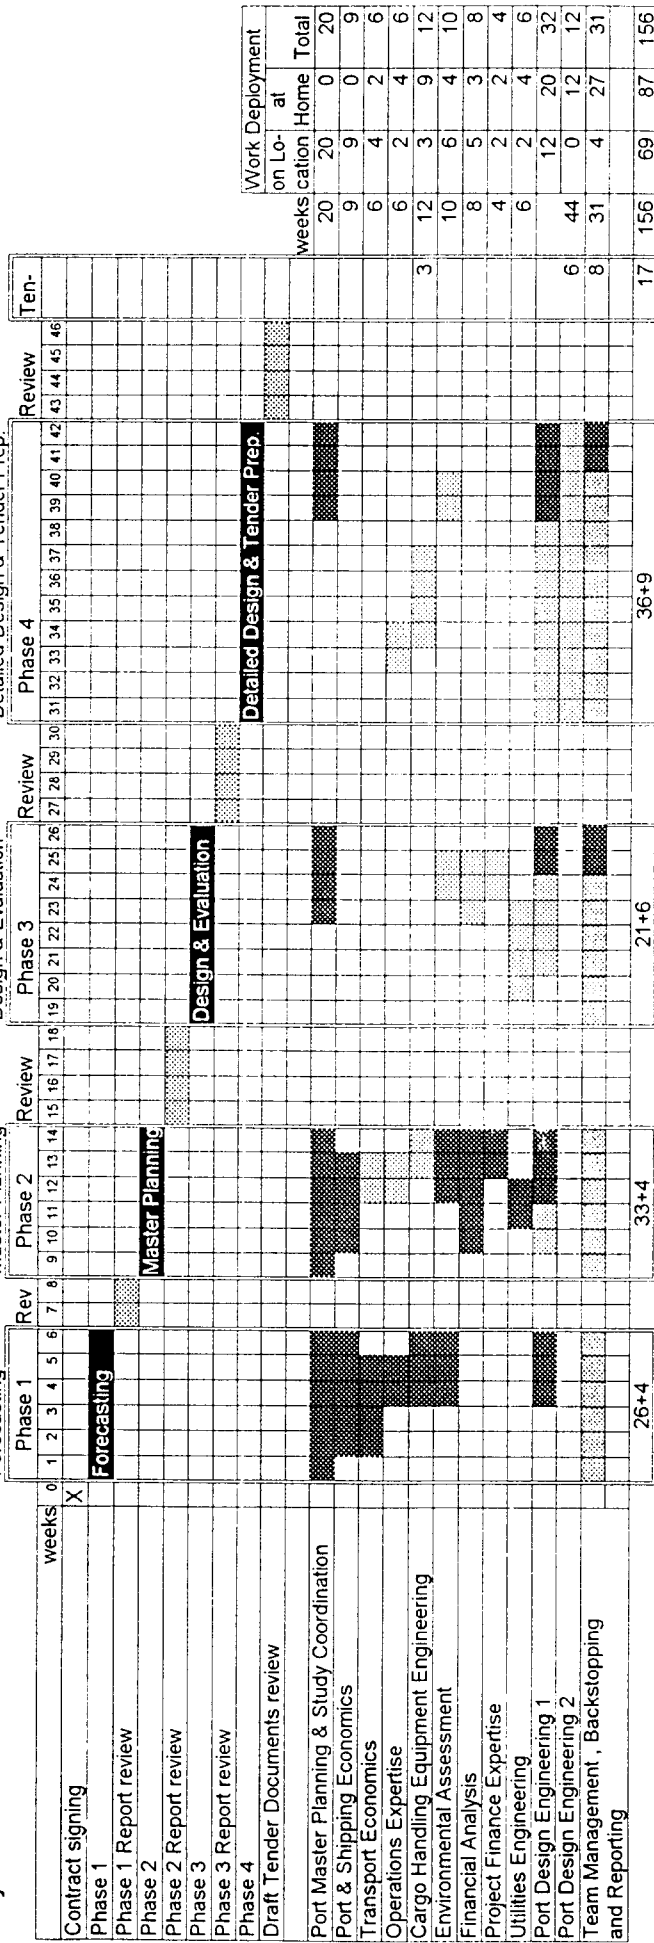 Forecasting Master Planning Design & Evaluation Detailed Design & Tender Prep.
Phase 1 Rev Phase 2 Review Phase 3 Review Phase 4 Review Ten-
weeks 0 1 2 3 4 5 6 7 8 9 10 11 12 13 14 15 16 17 18 19 20 21 22 23 24 25 26 27 28 29 30 31 32 33 34 35 36 37 38 39 40 41 42 43 44 45 46
Contract signing X
Phase 1 Forecasting
Phase 1 Report review
Phase 2 Master Planning
Phase 2 Report review
Phase 3 Design & Evaluation
Phase 3 Report review
Phase 4 Detailed Design & Tender Prep.
Draft Tender Documents review
Work Deployment
on Lo- at
weeks cation Home Total
Port Master Planning & Study Coordination 20 20 0 20
Port & Shipping Economics 9 9 0 9
Transport Economics 6 4 2 6
Operations Expertise 6 2 4 6
Cargo Handling Equipment Engineering 3 12 3 9 12
Environmental Assessment 10 6 4 10
Financial Analysis 8 5 3 8
Project Finance Expertise 4 2 2 4
Utilities Engineering 6 2 4 6
Port Design Engineering 1 12 20 32
Port Design Engineering 2 6 44 0 12 12
Team Management , Backstopping 8 31 4 27 31
and Reporting
26+4 33+4 21+6 36+9 17 156 69 87 156